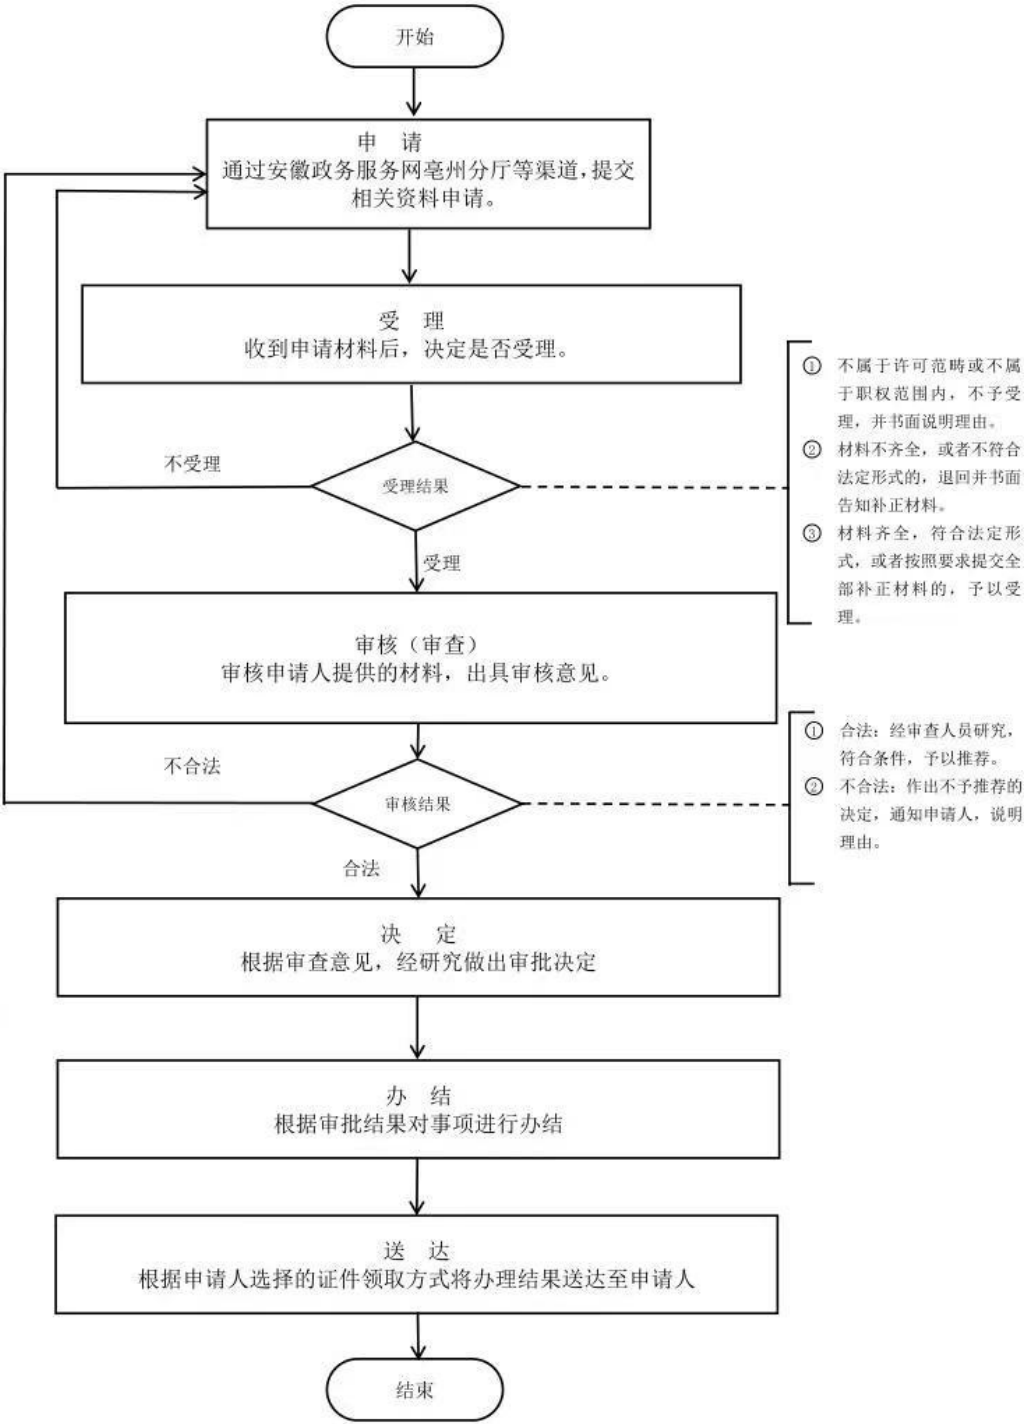 开始
申 请
通过安徽政务服务网亳州分厅等渠道，提交
相关资料申请。
受 理
收到申请材料后，决定是否受理。
不受理
受理结果
① 不属于许可范畴或不属
于职权范围内，不予受
理，并书面说明理由。
② 材料不齐全，或者不符合
法定形式的，退回并书面
告知补正材料。
③ 材料齐全，符合法定形
式，或者按照要求提交全
部补正材料的，予以受
理。
受理
审核（审查）
审核申请人提供的材料，出具审核意见。
不合法
审核结果
① 合法：经审查人员研究，
符合条件，予以推荐。
② 不合法：作出不予推荐的
决定，通知申请人，说明
理由。
合法
决 定
根据审查意见，经研究做出审批决定
办 结
根据审批结果对事项进行办结
送 达
根据申请人选择的证件领取方式将办理结果送达至申请人
结束